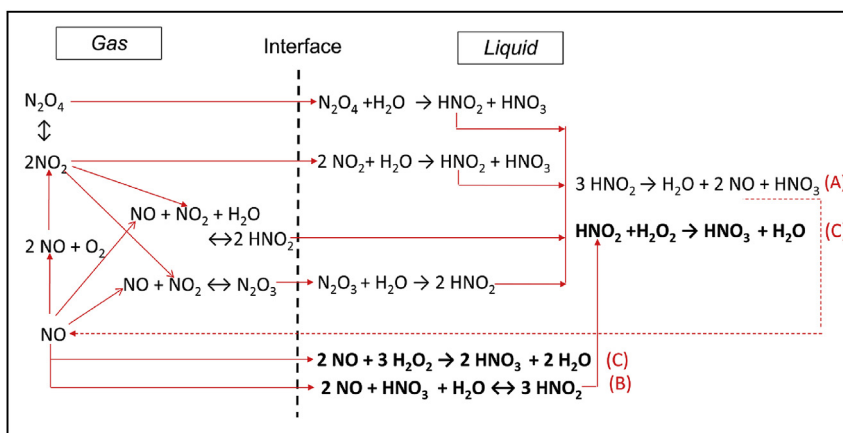 Gas
Interface
Liquid
N₂O₄
N₂O₄ +H₂O → HNO₂ + HNO₃
↕
2NO₂
2 NO₂+ H₂O → HNO₂ + HNO₃
3 HNO₂ → H₂O + 2 NO + HNO₃ (A)
NO + NO₂ + H₂O
↔2 HNO₂
HNO₂ +H₂O₂ → HNO₃ + H₂O (C)
2 NO + O₂
NO + NO₂ ↔ N₂O₃
N₂O₃ + H₂O → 2 HNO₂
NO
2 NO + 3 H₂O₂ → 2 HNO₃ + 2 H₂O (C)
2 NO + HNO₃ + H₂O ↔ 3 HNO₂ (B)